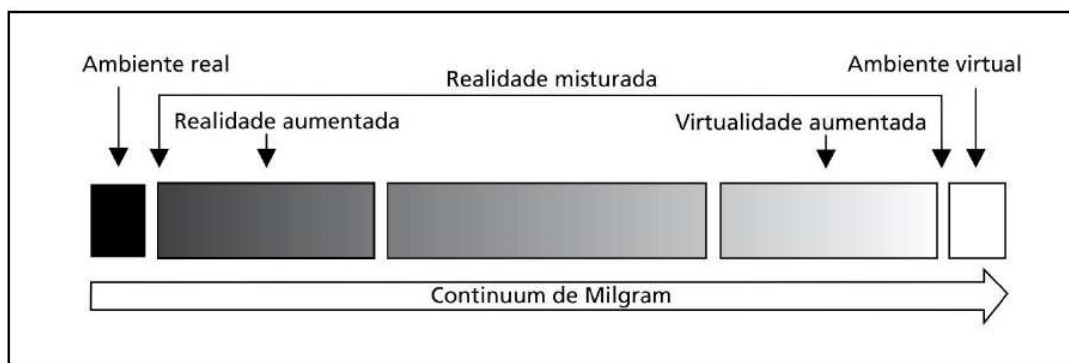 Ambiente real
Ambiente virtual
Realidade misturada
Realidade aumentada
Virtualidade aumentada
Continuum de Milgram